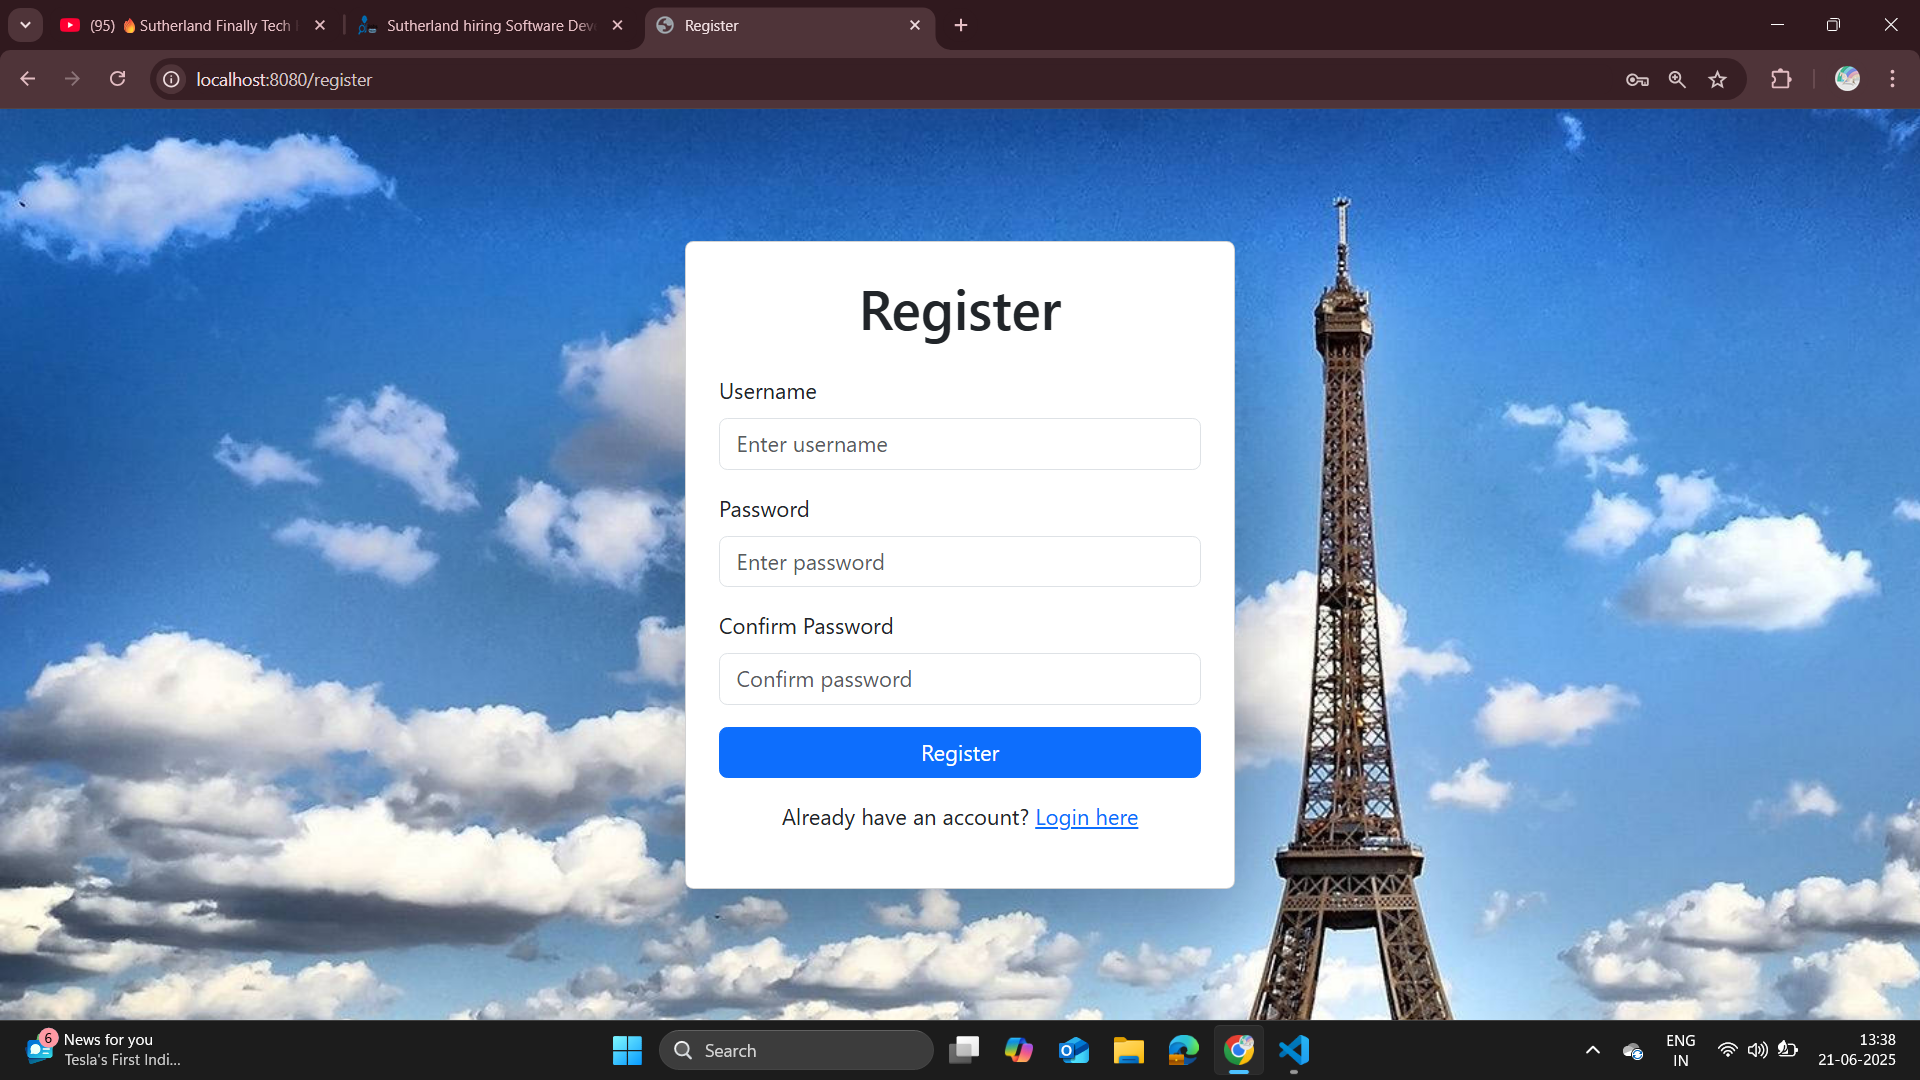 (95) 🔥 Sutherland Finally Tech
Sutherland hiring Software Dev
Register
localhost:8080/register
Register
Username
Enter username
Password
Enter password
Confirm Password
Confirm password
Register
Already have an account? Login here
6
News for you
Tesla's First Indi...
Search
ENG
IN
13:38
21-06-2025